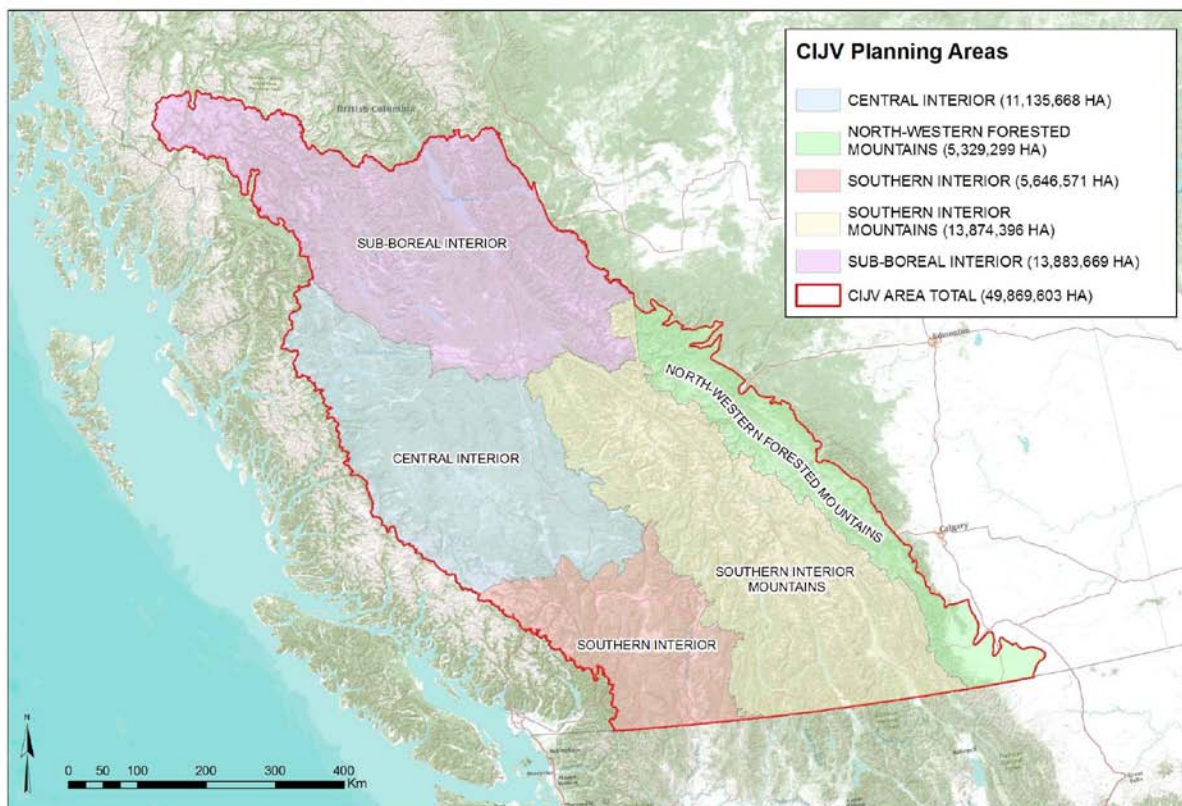 CIJV Planning Areas
CENTRAL INTERIOR (11,135,668 HA)
NORTH-WESTERN FORESTED
MOUNTAINS (5,329,299 HA)
SOUTHERN INTERIOR (5,646,571 HA)
SOUTHERN INTERIOR
MOUNTAINS (13,874,396 HA)
SUB-BOREAL INTERIOR (13,883,669 HA)
CIJV AREA TOTAL (49,869,603 HA)
British Columbia
SUB-BOREAL INTERIOR
Edmonton
NORTH-WESTERN FORESTED MOUNTAINS
CENTRAL INTERIOR
Calgary
SOUTHERN INTERIOR
MOUNTAINS
SOUTHERN INTERIOR
N
0 50 100 200 300 400
Km
Great Falls